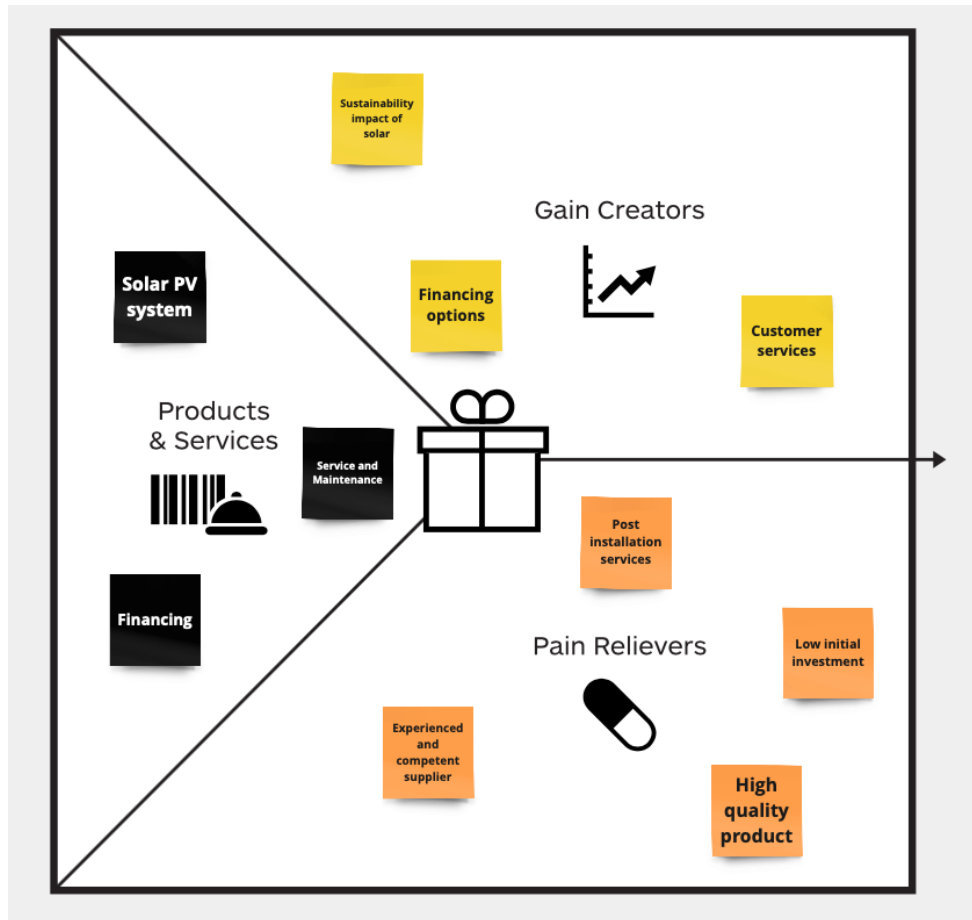 Sustainability
impact of
solar
Gain Creators
Solar PV
system
Financing
options
Customer
services
Products
& Services
Service and
Maintenance
Post
installation
services
Financing
Pain Relievers
Low initial
investment
Experienced
and
competent
supplier
High
quality
product